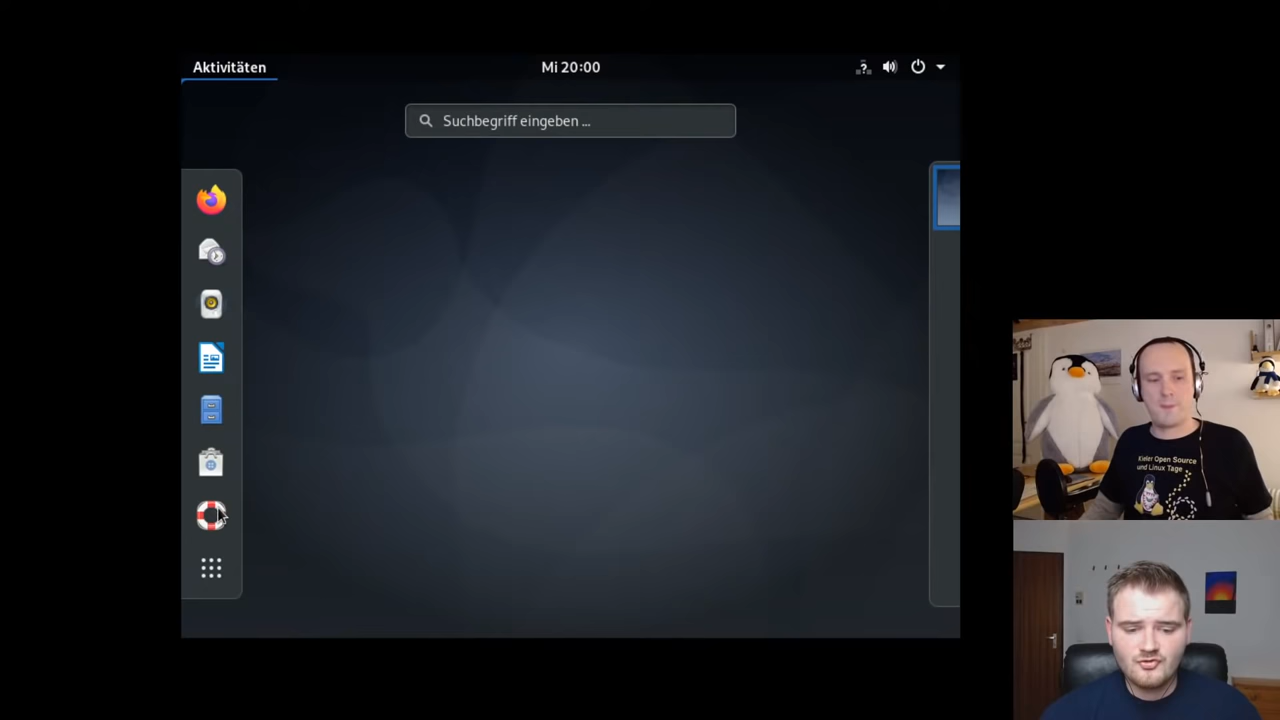 Aktivitäten
Mi 20:00
Suchbegriff eingeben ...
Kieler Open Source
und Linux Tage